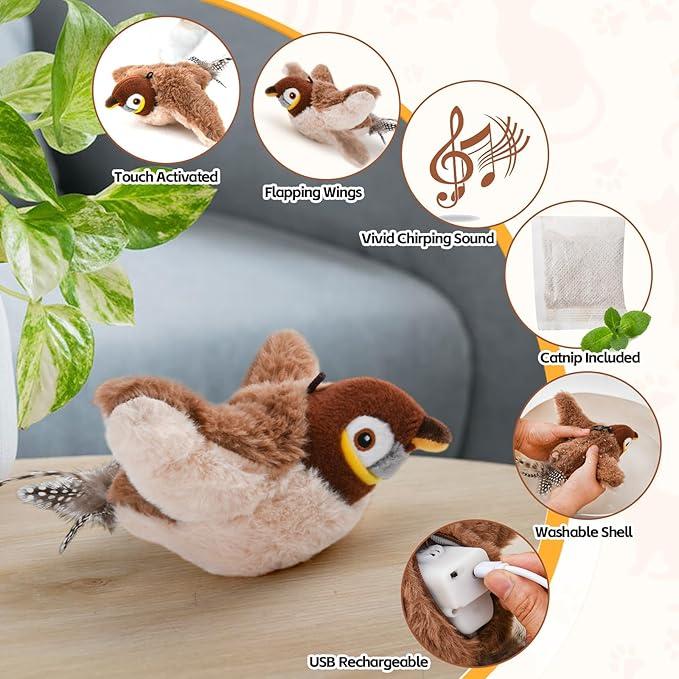 Touch Activated
Flapping Wings
Vivid Chirping Sound
Catnip Included
Washable Shell
USB Rechargeable